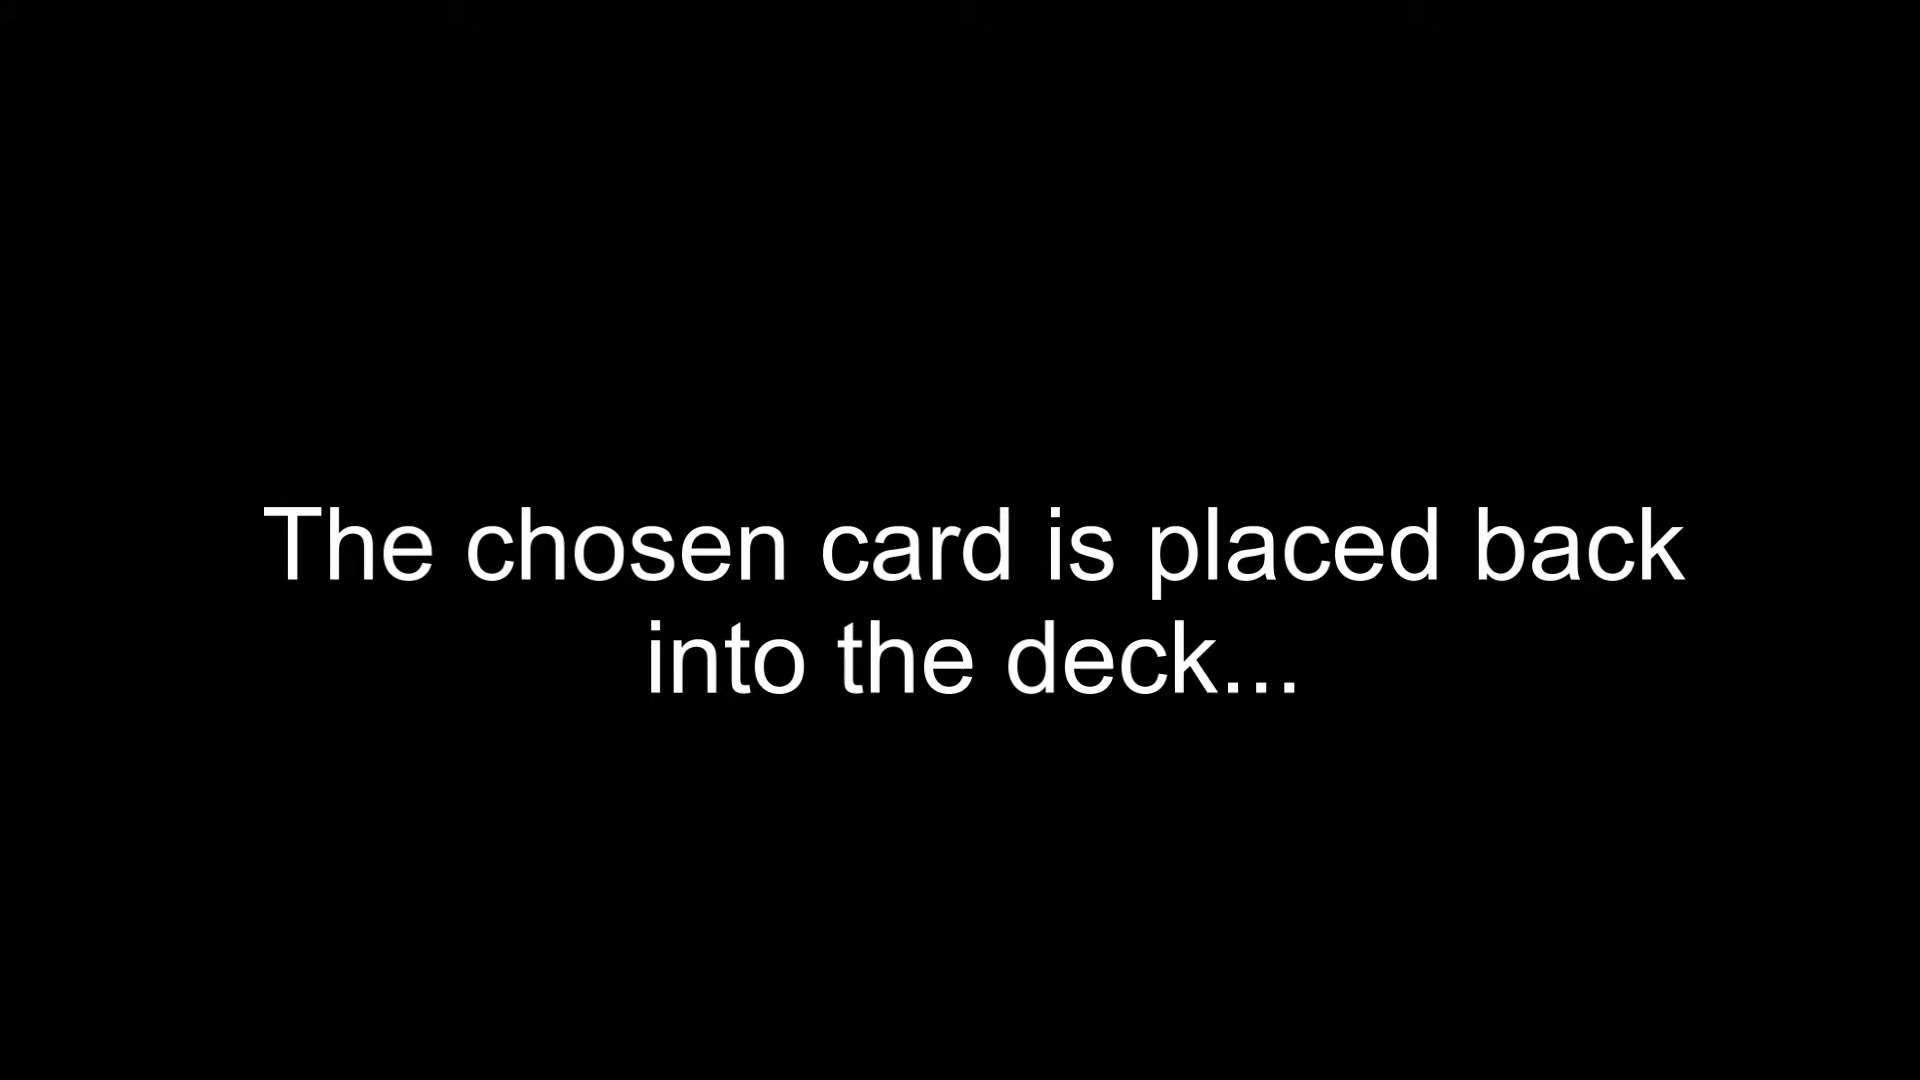 The chosen card is placed back
into the deck...